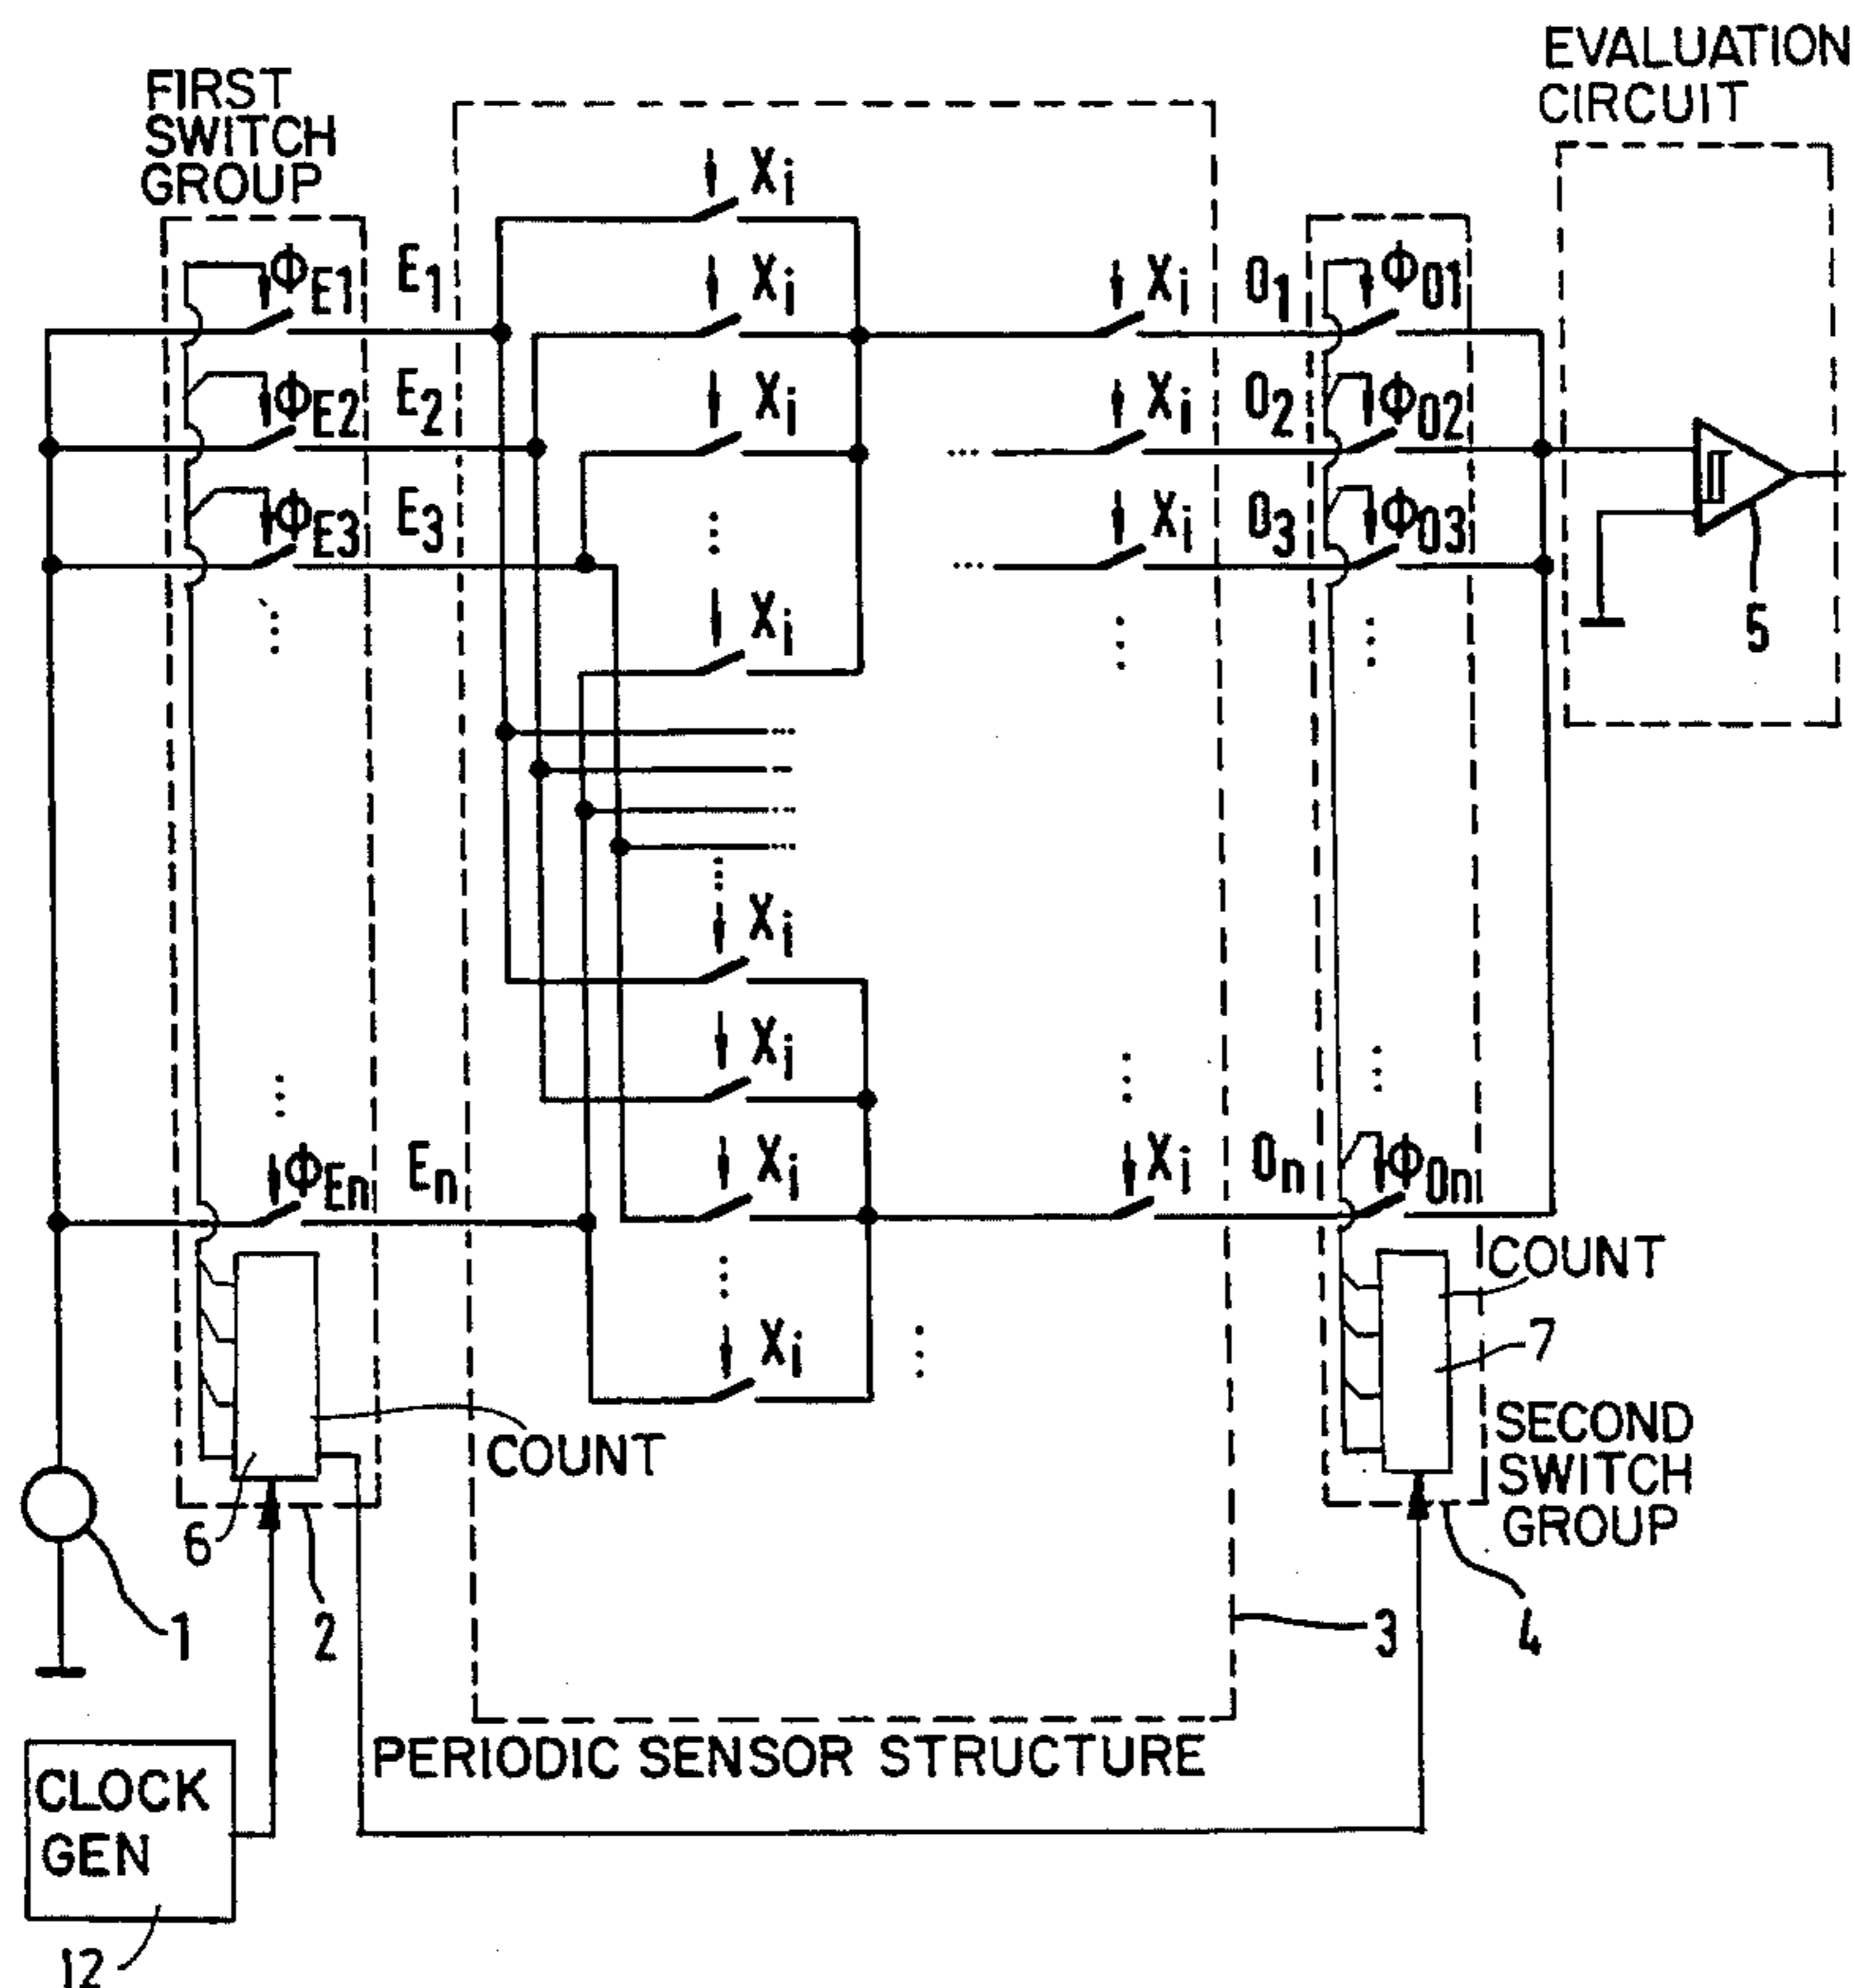 EVALUATION
CIRCUIT
FIRST
SWITCH
GROUP
Xi
ΦE1 E1 Xi Xi O1 ΦO1
ΦE2 E2 Xi Xi O2 ΦO2
ΦE3 E3 Xi O3 ΦO3
Xi
5
Xi
Xi
ΦEn En Xi Xi On ΦOn
COUNT
Xi
7
COUNT
SECOND
SWITCH
GROUP
6
1
2
3
4
PERIODIC SENSOR STRUCTURE
CLOCK
GEN
12